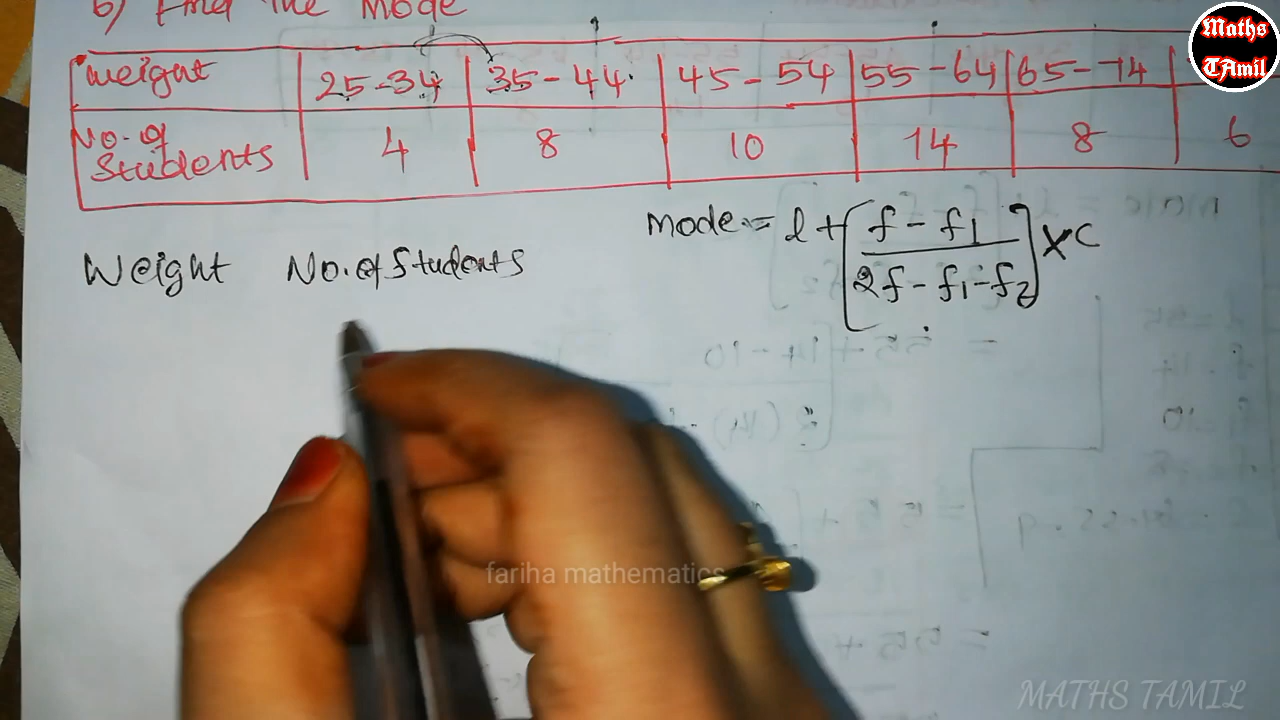 b) Find the Mode
Weight 25-34 35-44 45-54 55-64 65-74
No. of Students 4 8 10 14 8 6
Mode = l + [ f - f1 / 2f - f1 - f2 ] x c
Weight No. of Students
fariha mathematics
Maths TAmil
MATHS TAMIL